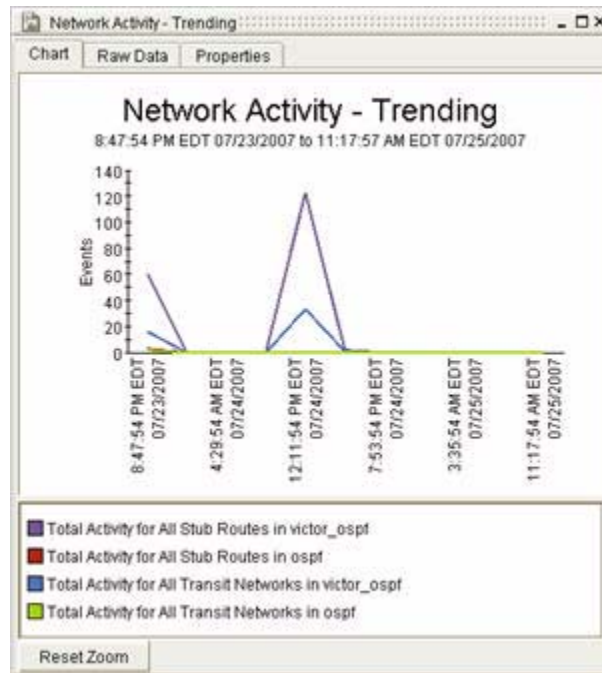 Network Activity - Trending
Chart
Raw Data
Properties
Network Activity - Trending
8:47:54 PM EDT 07/23/2007 to 11:17:57 AM EDT 07/25/2007
Events
140
120
100
80
60
40
20
0
8:47:54 PM EDT
07/23/2007
4:29:54 AM EDT
07/24/2007
12:11:54 PM EDT
07/24/2007
7:53:54 PM EDT
07/24/2007
3:35:54 AM EDT
07/25/2007
11:17:54 AM EDT
07/25/2007
Total Activity for All Stub Routes in victor_ospf
Total Activity for All Stub Routes in ospf
Total Activity for All Transit Networks in victor_ospf
Total Activity for All Transit Networks in ospf
Reset Zoom